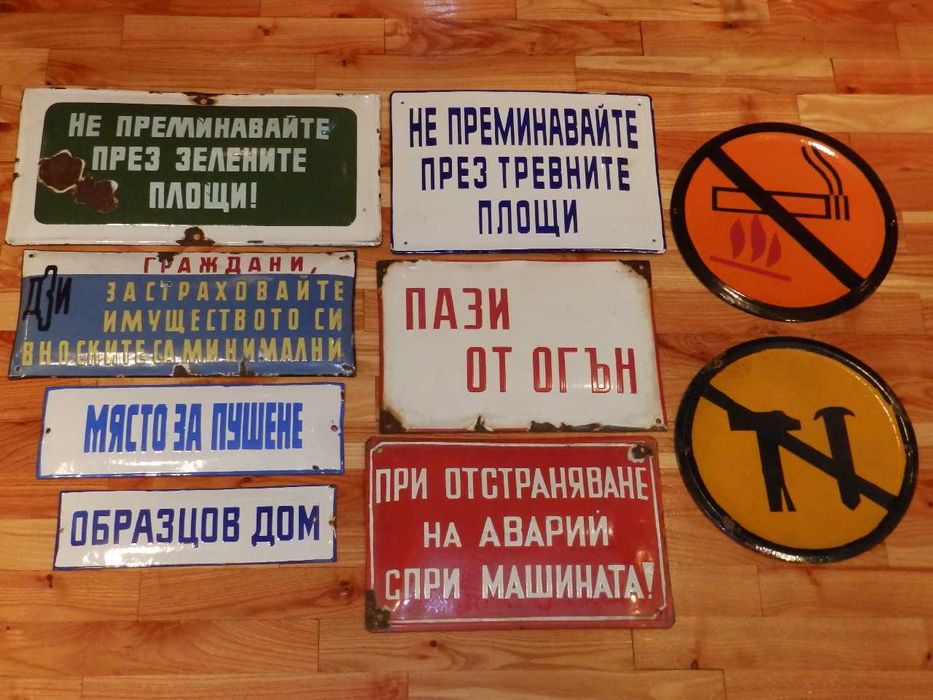 НЕ ПРЕМИНАВАЙТЕ
ПРЕЗ ЗЕЛЕНИТЕ
ПЛОЩИ!
НЕ ПРЕМИНАВАЙТЕ
ПРЕЗ ТРЕВНИТЕ
ПЛОЩИ
ГРАЖДАНИ,
ДЗИ
ЗАСТРАХОВАЙТЕ
ИМУЩЕСТВОТО СИ
ВНОСКИТЕ СА МИНИМАЛНИ
ПАЗИ
ОТ ОГЪН
МЯСТО ЗА ПУШЕНЕ
ОБРАЗЦОВ ДОМ
ПРИ ОТСТРАНЯВАНЕ
НА АВАРИЙ
СПРИ МАШИНАТА!